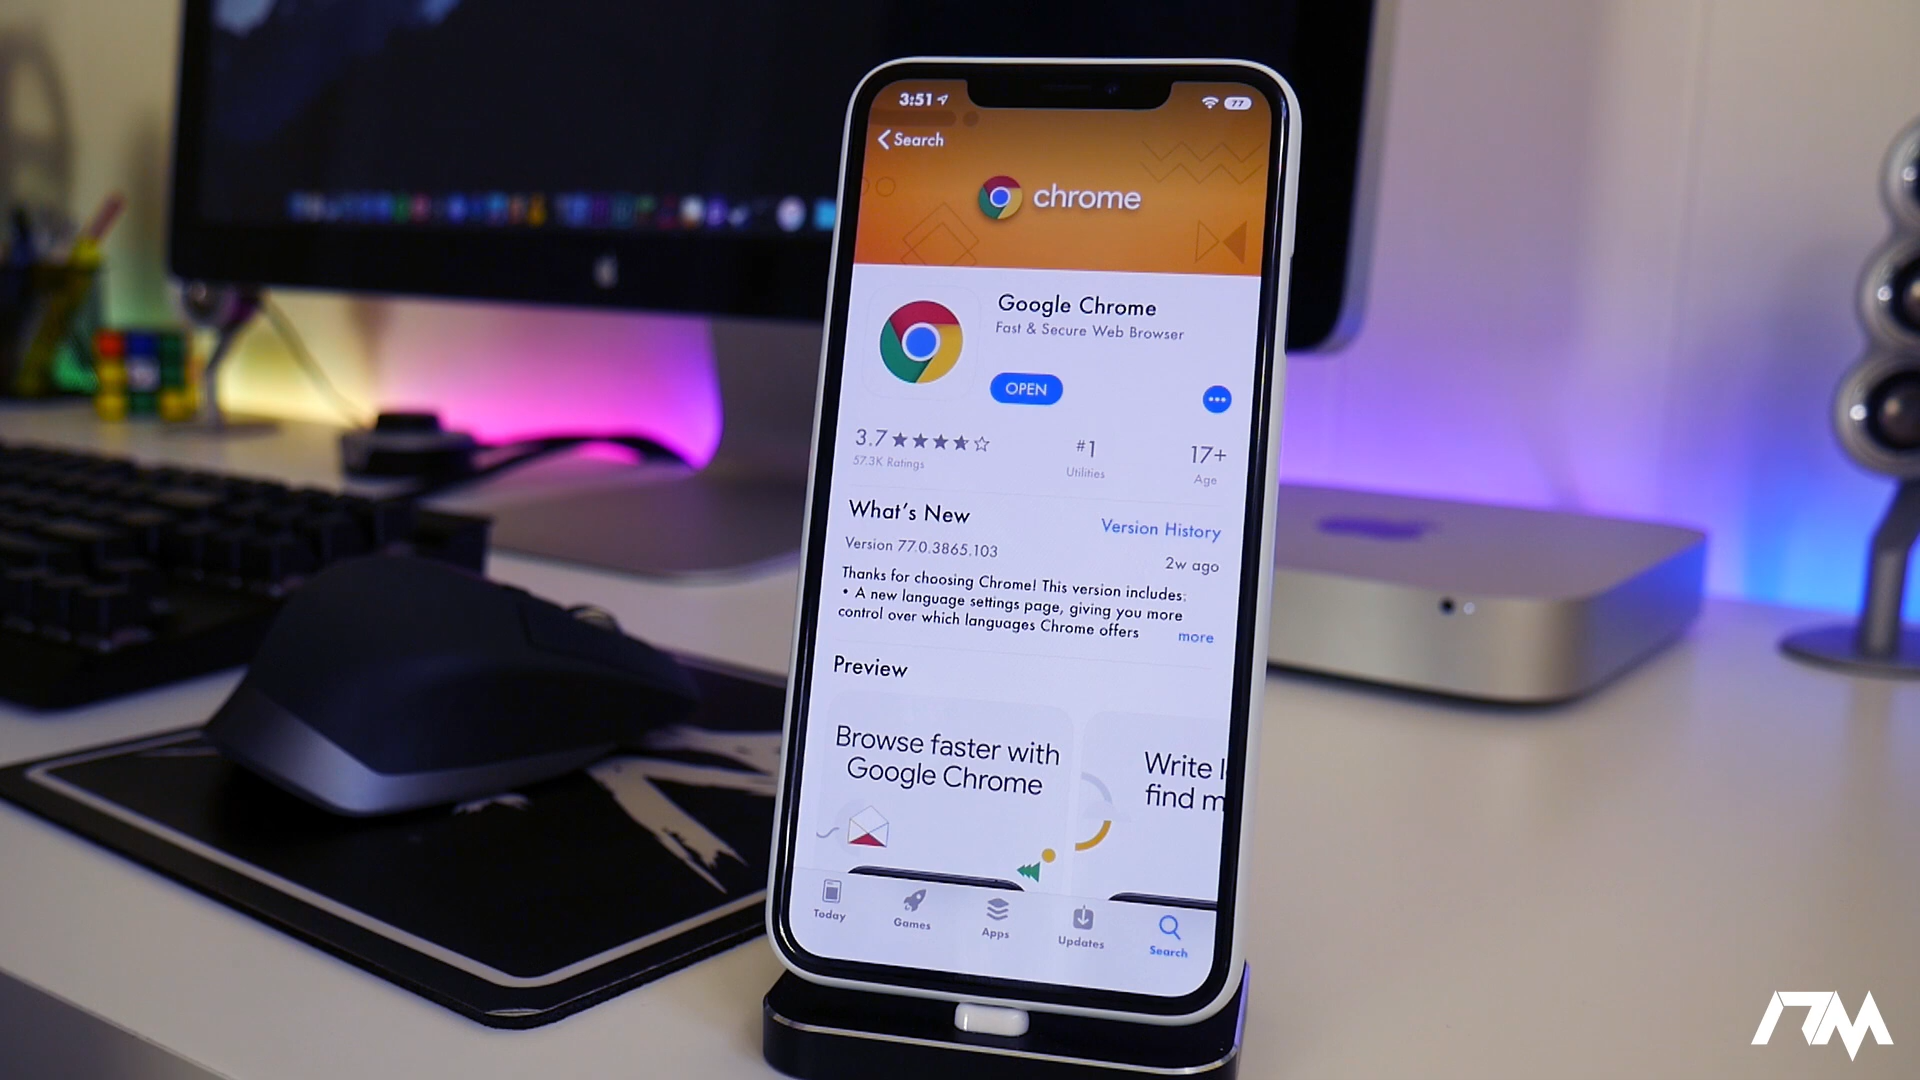 3:51
77
Search
chrome
Google Chrome
Fast & Secure Web Browser
OPEN
3.7
57.3K Ratings
#1
Utilities
17+
Age
What's New
Version History
Version 77.0.3865.103
2w ago
Thanks for choosing Chrome! This version includes:
• A new language settings page, giving you more
control over which languages Chrome offers
more
Preview
Browse faster with
Google Chrome
Write
find
Today
Games
Apps
Updates
Search